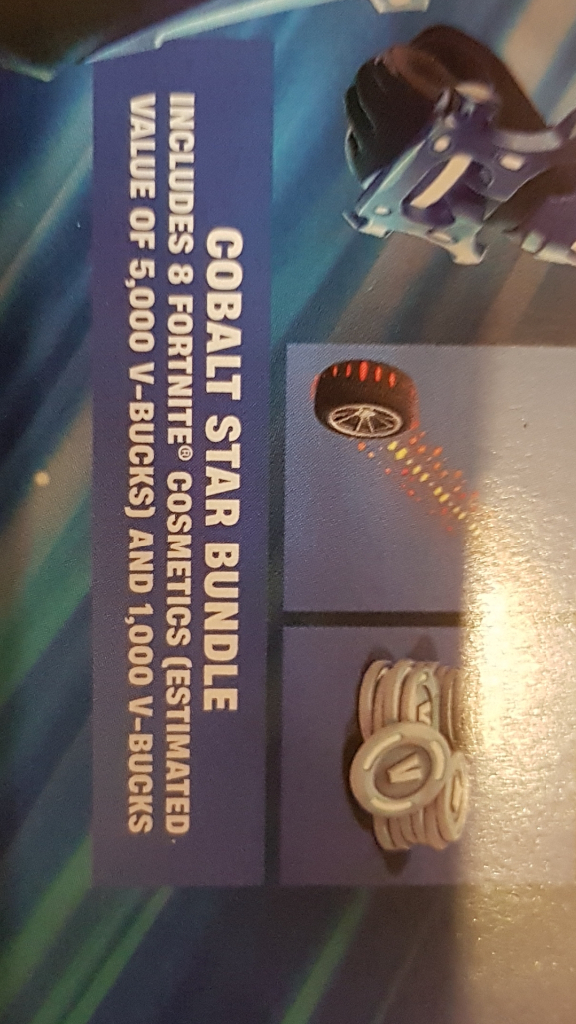 COBALT STAR BUNDLE
INCLUDES 8 FORTNITE® COSMETICS (ESTIMATED
VALUE OF 5,000 V-BUCKS) AND 1,000 V-BUCKS
V